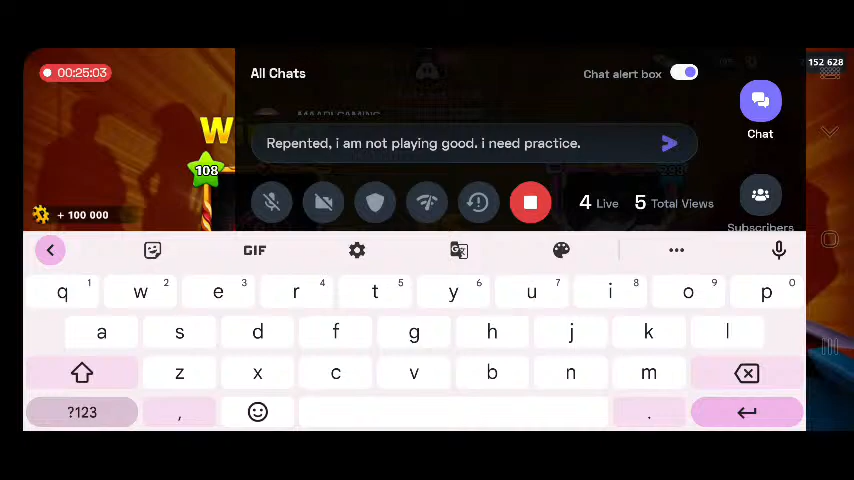 00:25:03
All Chats
Chat alert box
152 628
W
108
Repented, i am not playing good. i need practice.
Chat
+ 100 000
4 Live
5 Total Views
Subscribers
GIF
q 1 w 2 e 3 r 4 t 5 y 6 u 7 i 8 o 9 p 0
a s d f g h j k l
z x c v b n m
?123 , .